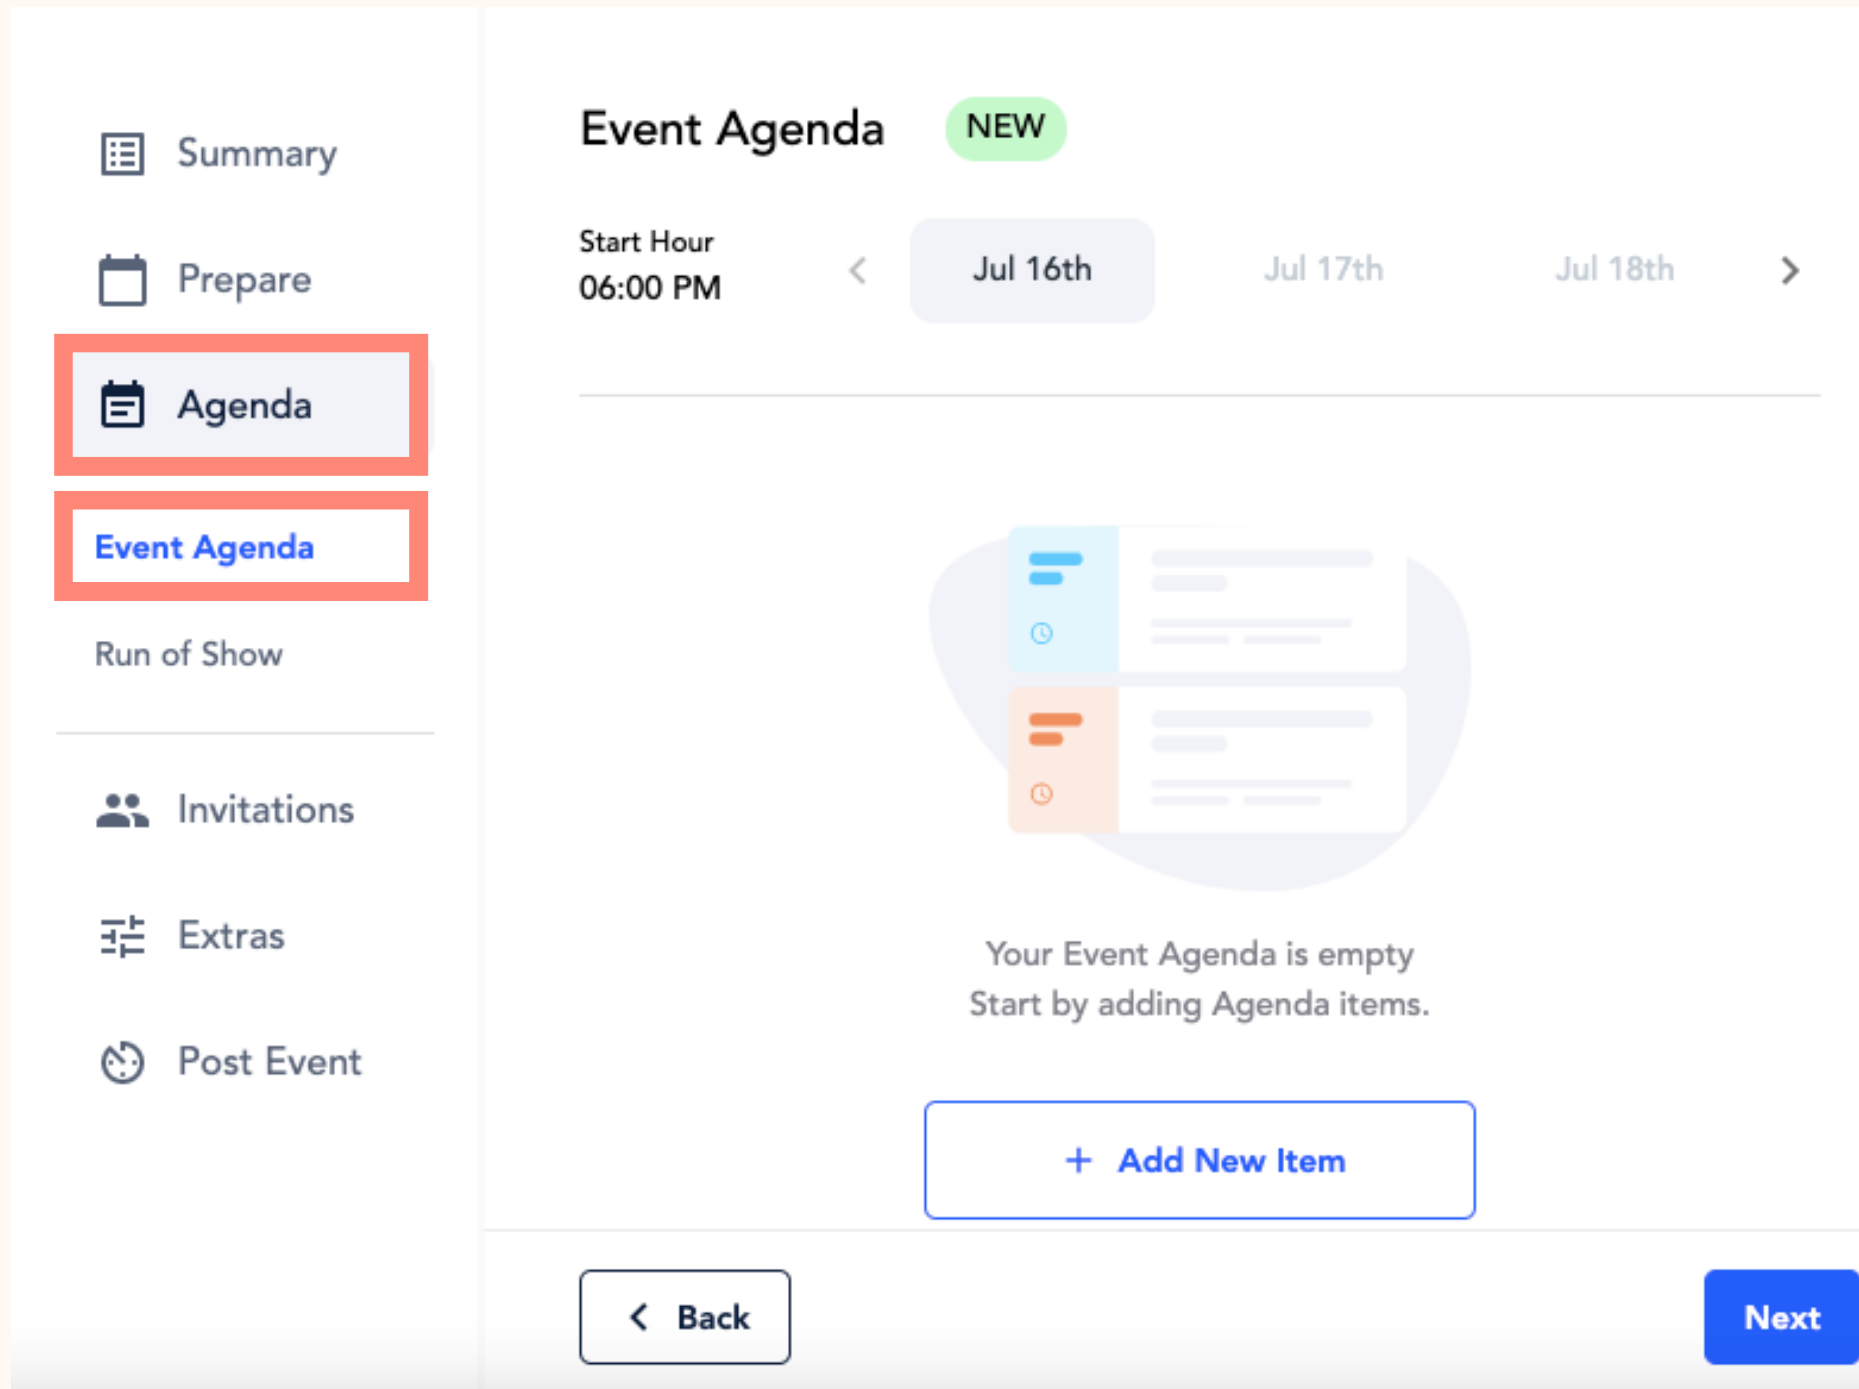 Summary
Prepare
Agenda
Event Agenda
Run of Show
Invitations
Extras
Post Event
Event Agenda NEW
Start Hour
06:00 PM
Jul 16th Jul 17th Jul 18th
Your Event Agenda is empty
Start by adding Agenda items.
+ Add New Item
Back
Next